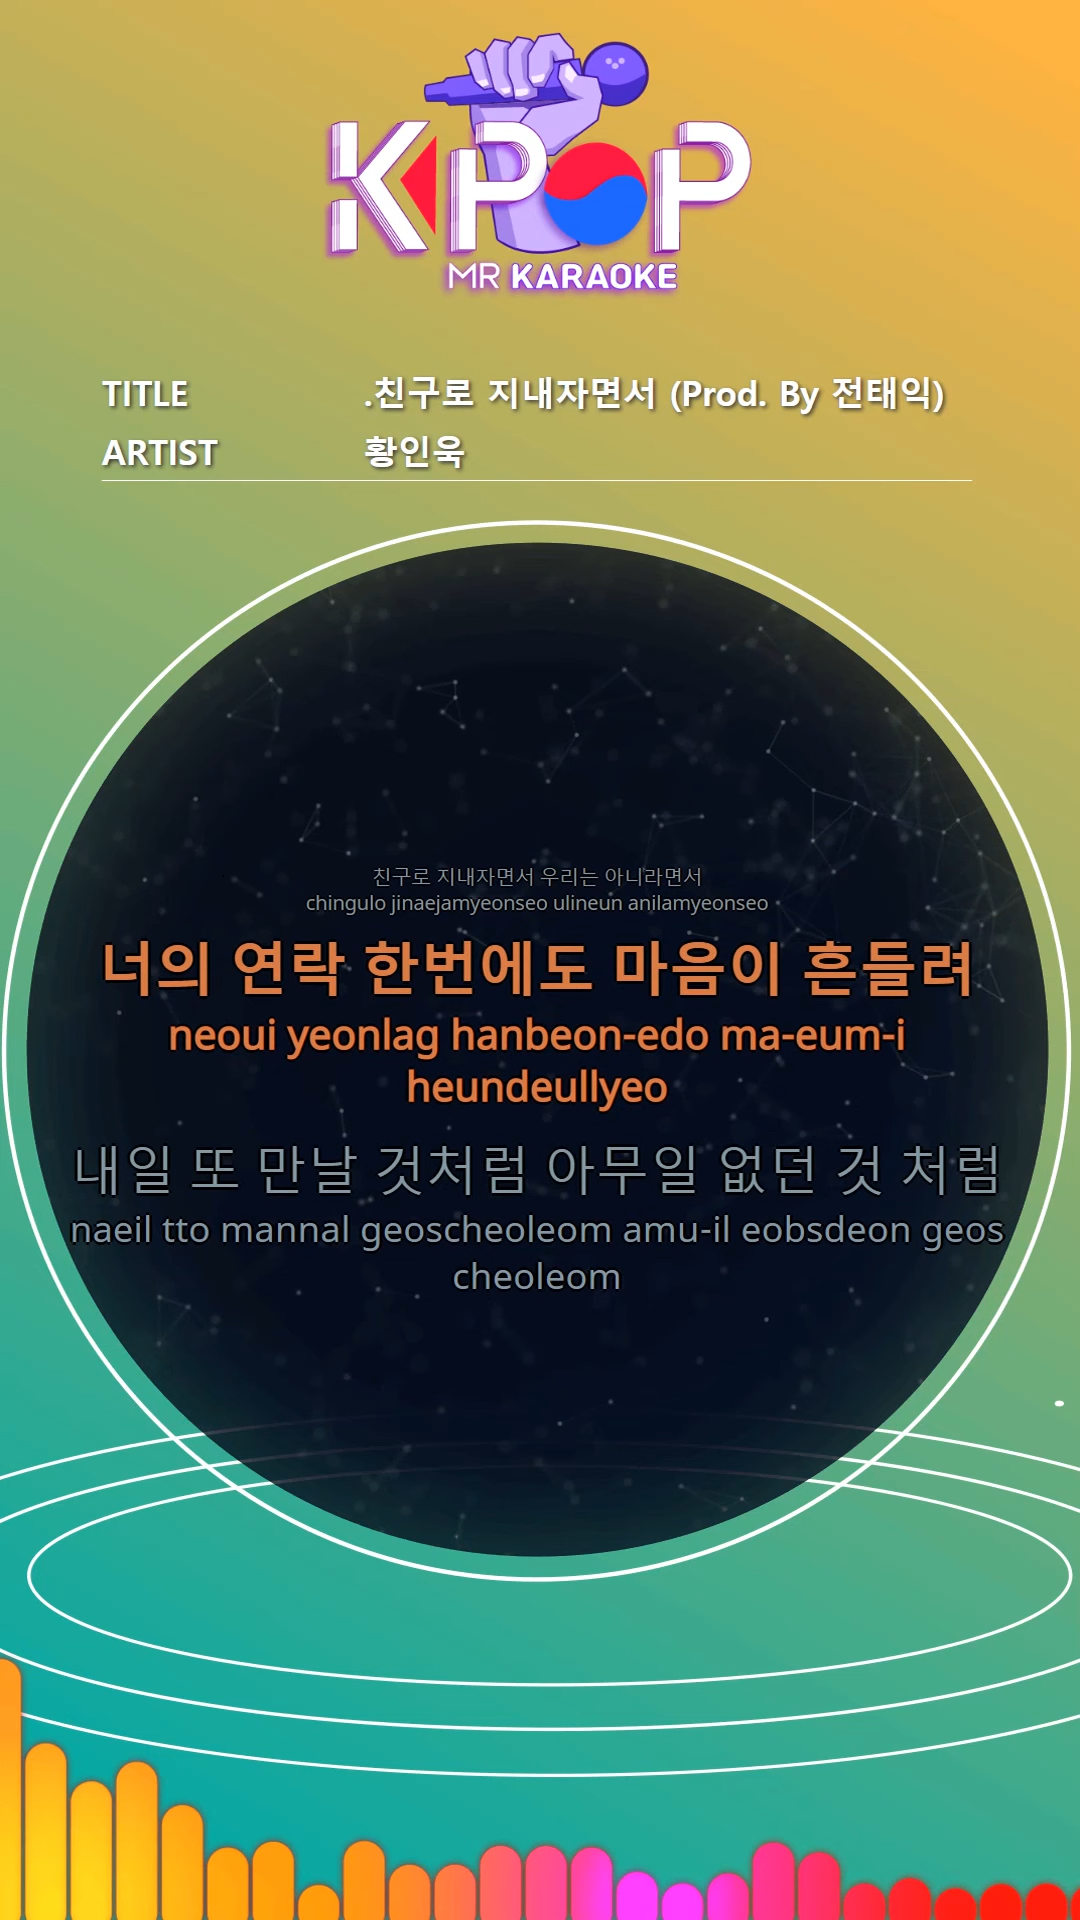 KPOP
MR KARAOKE
TITLE .친구로 지내자면서 (Prod. By 전태익)
ARTIST 황인욱
친구로 지내자면서 우리는 아니라면서
chingulo jinaejamyeonseo ulineun anilamyeonseo
너의 연락 한번에도 마음이 흔들려
neoui yeonlag hanbeon-edo ma-eum-i
heundeullyeo
내일 또 만날 것처럼 아무일 없던 것 처럼
naeil tto mannal geoscheoleom amu-il eobsdeon geos
cheoleom